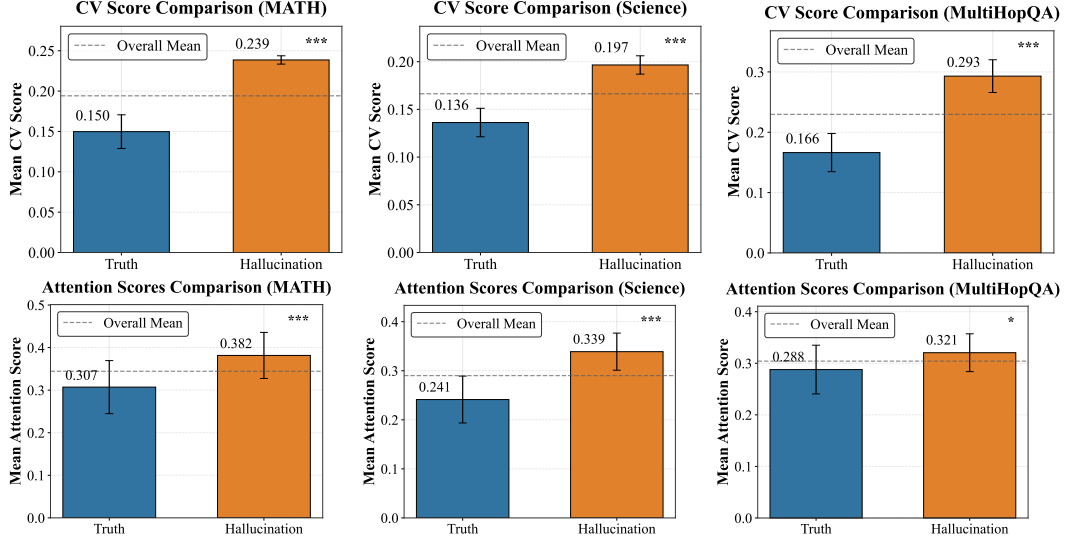 CV Score Comparison (MATH)
Mean CV Score
0.25
0.20
0.15
0.10
0.05
0.00
Overall Mean
0.150
0.239
***
Truth
Hallucination
CV Score Comparison (Science)
Mean CV Score
0.20
0.15
0.10
0.05
0.00
Overall Mean
0.136
0.197
***
Truth
Hallucination
CV Score Comparison (MultiHopQA)
Mean CV Score
0.3
0.2
0.1
0.0
Overall Mean
0.166
0.293
***
Truth
Hallucination
Attention Scores Comparison (MATH)
Mean Attention Score
0.5
0.4
0.3
0.2
0.1
0.0
Overall Mean
0.307
0.382
***
Truth
Hallucination
Attention Scores Comparison (Science)
Mean Attention Score
0.4
0.3
0.2
0.1
0.0
Overall Mean
0.241
0.339
***
Truth
Hallucination
Attention Scores Comparison (MultiHopQA)
Mean Attention Score
0.4
0.3
0.2
0.1
0.0
Overall Mean
0.288
0.321
*
Truth
Hallucination